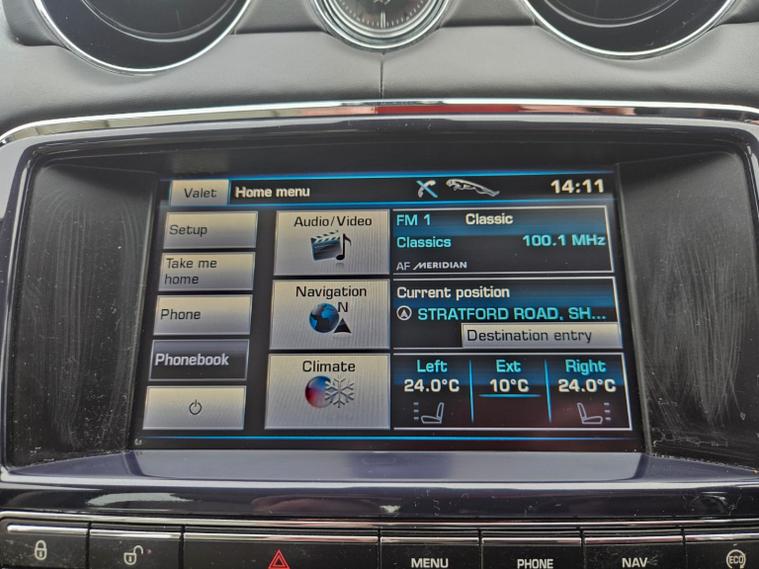 Valet
Home menu
14:11
Setup
Take me
home
Phone
Phonebook
Audio/Video
Navigation
N
Climate
FM 1 Classic
Classics 100.1 MHz
AF MERIDIAN
Current position
STRATFORD ROAD, SH...
Destination entry
Left Ext Right
24.0°C 10°C 24.0°C
MENU PHONE NAV ECO